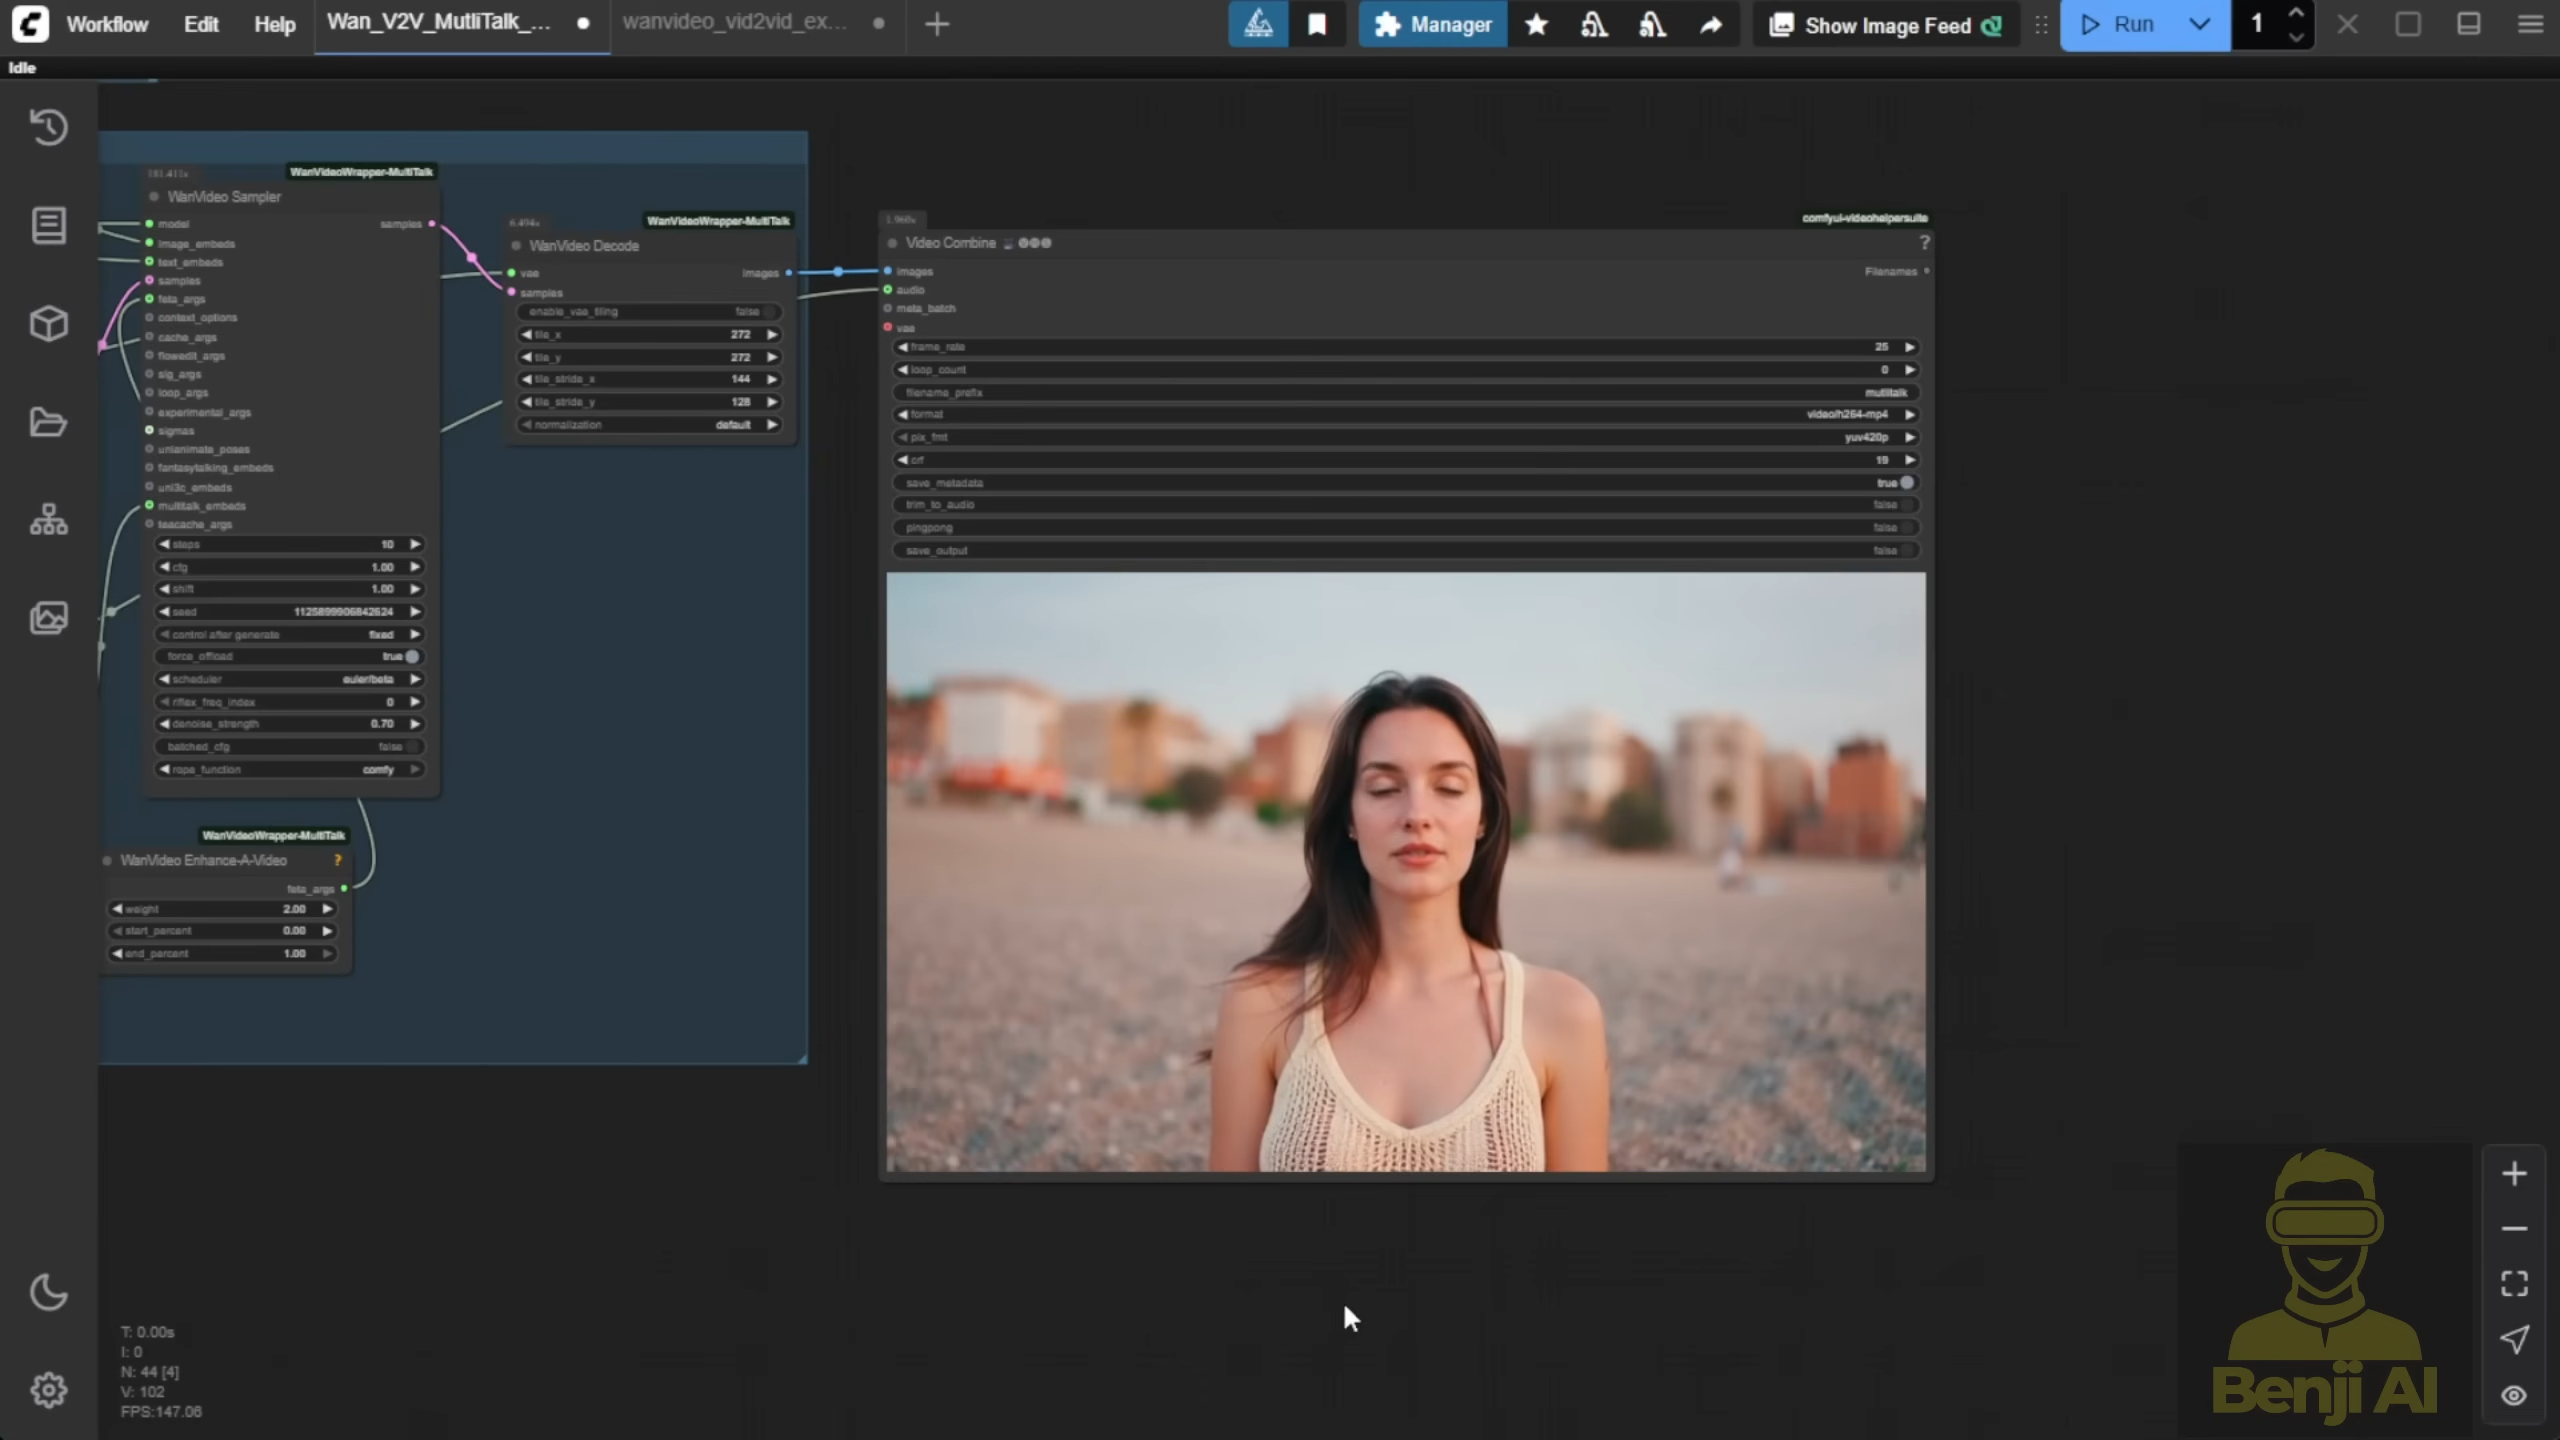 Workflow Edit Help Wan_V2V_MutliTalk_... wanvideo_vid2vid_ex... Manager Show Image Feed Run 1
Idle
181.411s
WanVideoWrapper-MultiTalk
WanVideo Sampler
model samples
image_embeds
text_embeds
samples
feta_args
context_options
cache_args
flowedit_args
slg_args
loop_args
experimental_args
sigmas
unianimate_poses
fantasytalking_embeds
uni3c_embeds
multitalk_embeds
teacache_args
steps 10
cfg 1.00
shift 1.00
seed 1125899906842624
control after generate fixed
force_offload true
scheduler euler/beta
riflex_freq_index 0
denoise_strength 0.70
batched_cfg false
rope_function comfy
WanVideoWrapper-MultiTalk
WanVideo Enhance-A-Video ?
feta_args
weight 2.00
start_percent 0.00
end_percent 1.00
6.494s
WanVideoWrapper-MultiTalk
WanVideo Decode
vae images
samples
enable_vae_tiling false
tile_x 272
tile_y 272
tile_stride_x 144
tile_stride_y 128
normalization default
1.960s
comfyui-videohelpersuite
Video Combine ?
images Filenames
audio
meta_batch
vae
frame_rate 25
loop_count 0
filename_prefix multitalk
format video/h264-mp4
pix_fmt yuv420p
crf 19
save_metadata true
trim_to_audio false
pingpong false
save_output false
T: 0.00s
I: 0
N: 44 [4]
V: 102
FPS:147.06
Benji AI